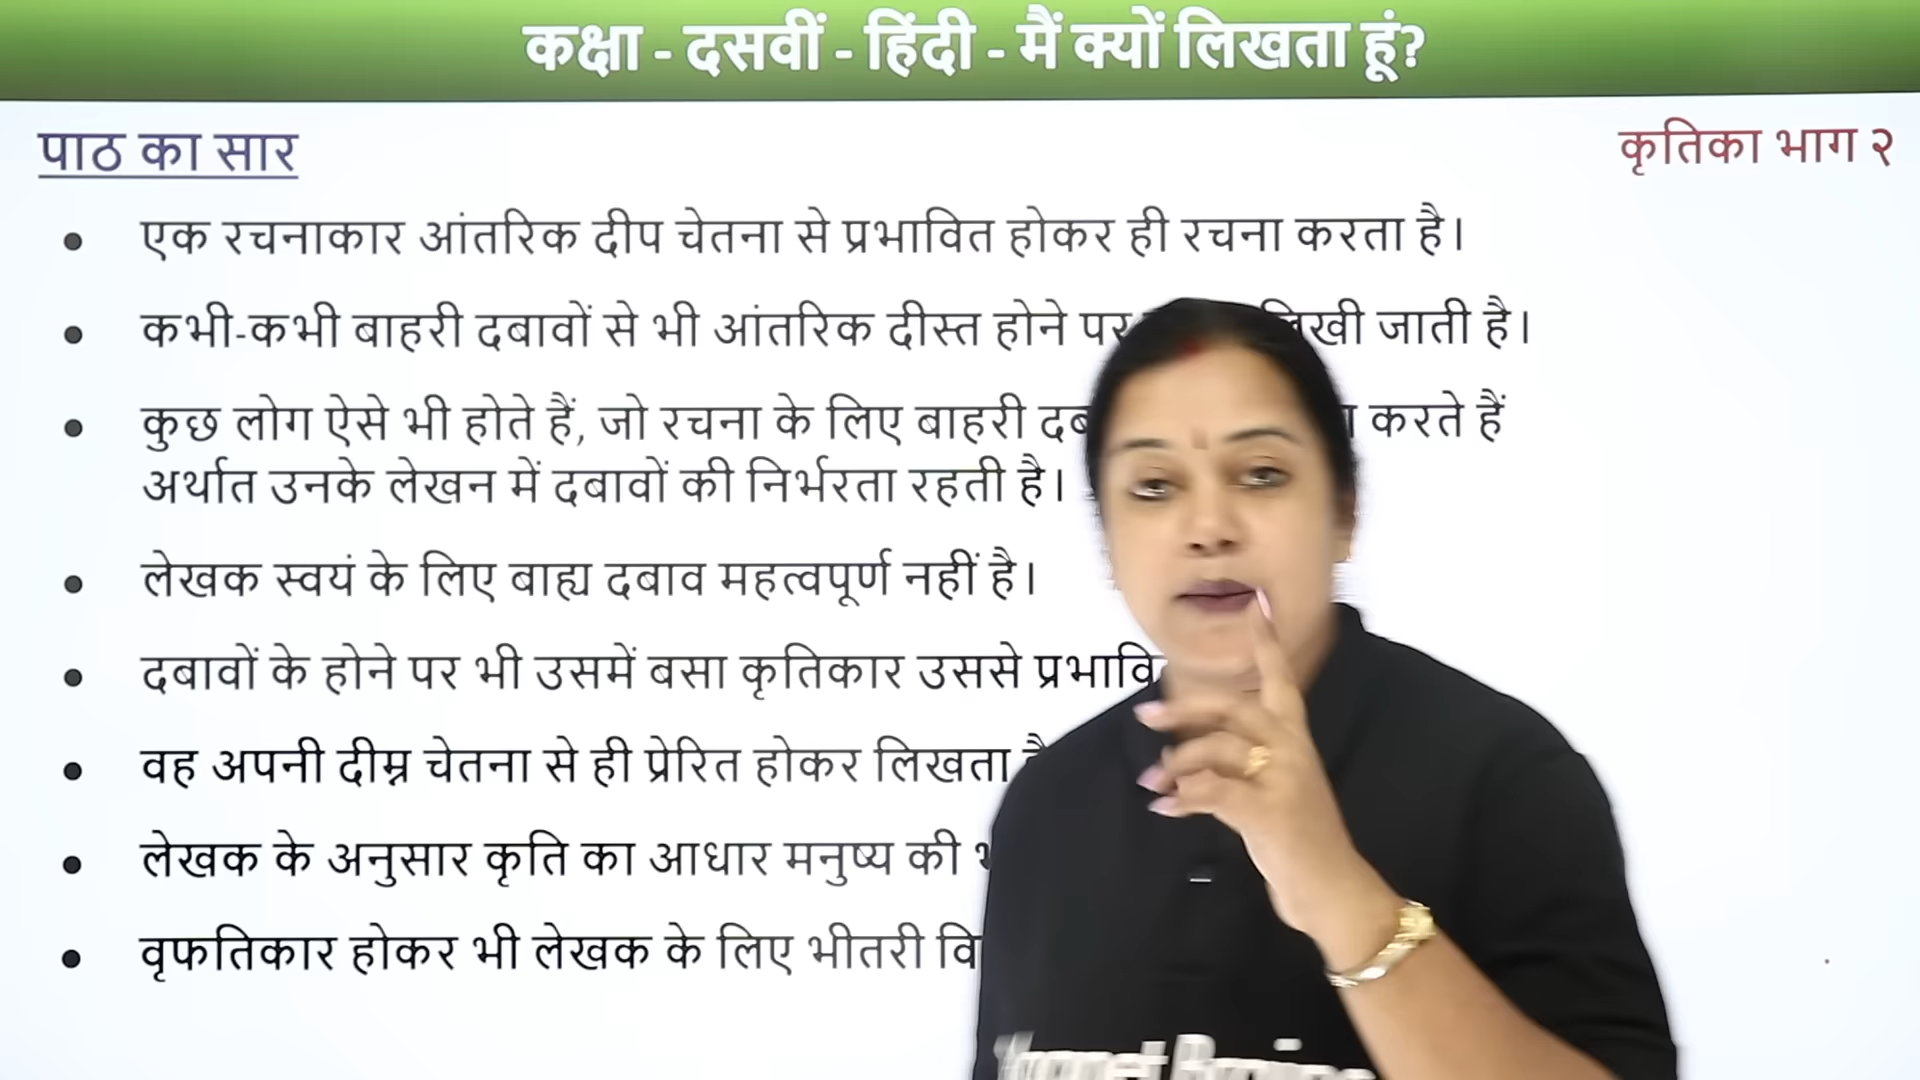 कक्षा - दसवीं - हिंदी - मैं क्यों लिखता हूं?
पाठ का सार
कृतिका भाग २
एक रचनाकार आंतरिक दीप चेतना से प्रभावित होकर ही रचना करता है।
कभी-कभी बाहरी दबावों से भी आंतरिक दीस्त होने पर लिखी जाती है।
कुछ लोग ऐसे भी होते हैं, जो रचना के लिए बाहरी करते हैं
अर्थात उनके लेखन में दबावों की निर्भरता रहती है।
लेखक स्वयं के लिए बाह्य दबाव महत्वपूर्ण नहीं है।
दबावों के होने पर भी उसमें बसा कृतिकार उससे
वह अपनी दीम्न चेतना से ही प्रेरित होकर लिखता
लेखक के अनुसार कृति का आधार मनुष्य की
वृफतिकार होकर भी लेखक के लिए भीतरी